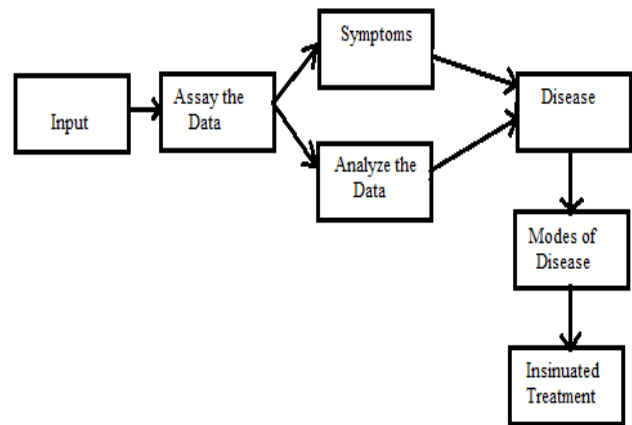 Input
Assay the
Data
Symptoms
Analyze the
Data
Disease
Modes of
Disease
Insinuated
Treatment